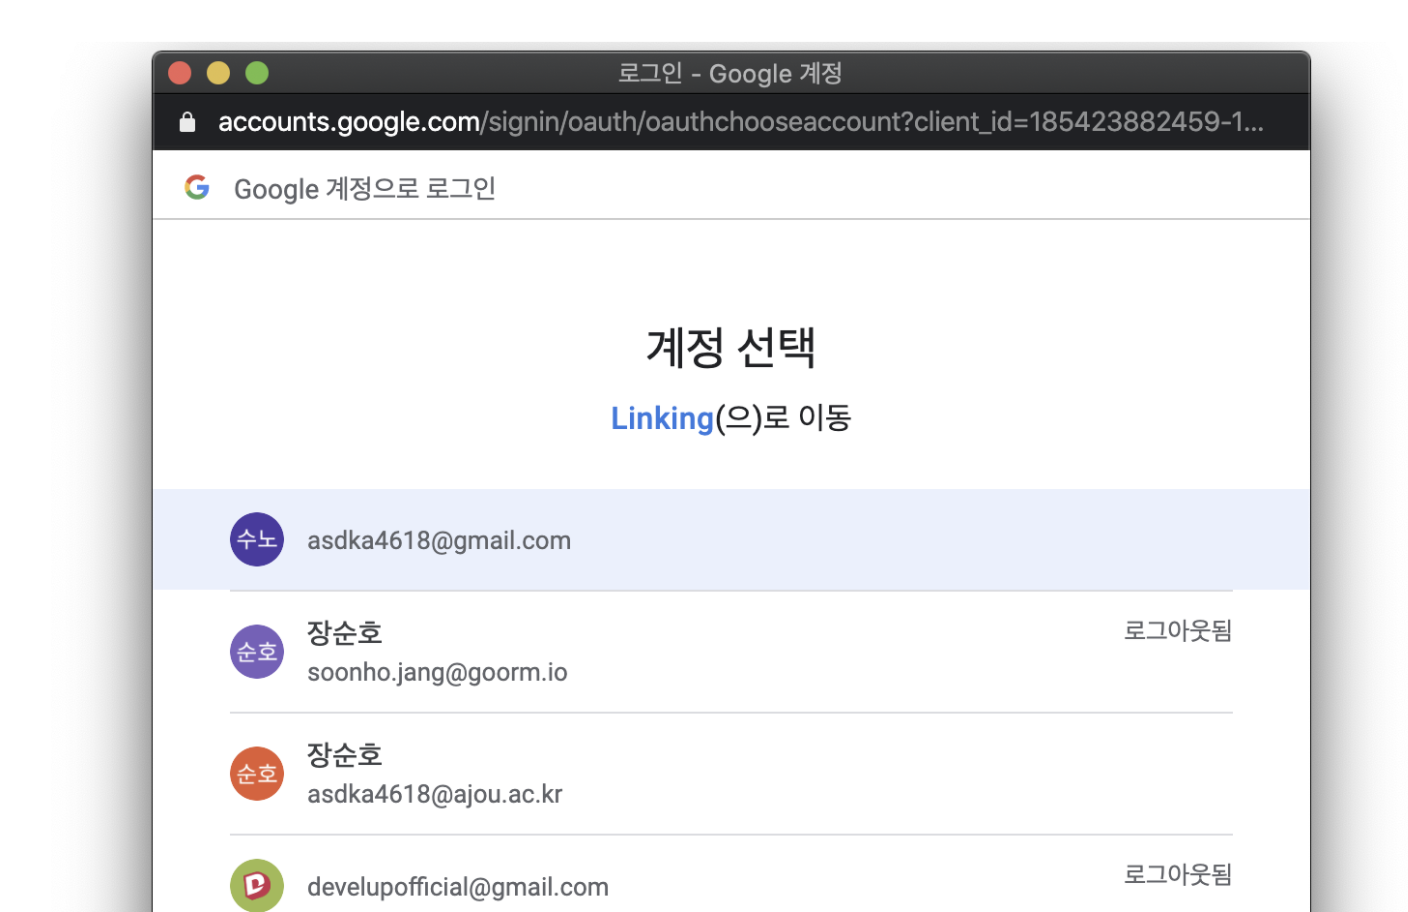 로그인 - Google 계정
accounts.google.com/signin/oauth/oauthchooseaccount?client_id=185423882459-1...
Google 계정으로 로그인
계정 선택
Linking(으)로 이동
수노 asdka4618@gmail.com
장순호 로그아웃됨
순호
soonho.jang@goorm.io
장순호
순호
asdka4618@ajou.ac.kr
로그아웃됨
developofficial@gmail.com